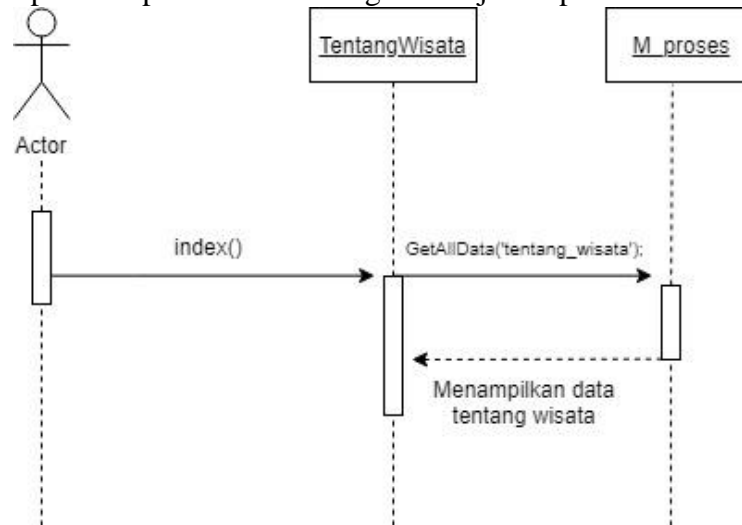 TentangWisata
M_proses
Actor
index()
GetAllData('tentang_wisata');
Menampilkan data
tentang wisata